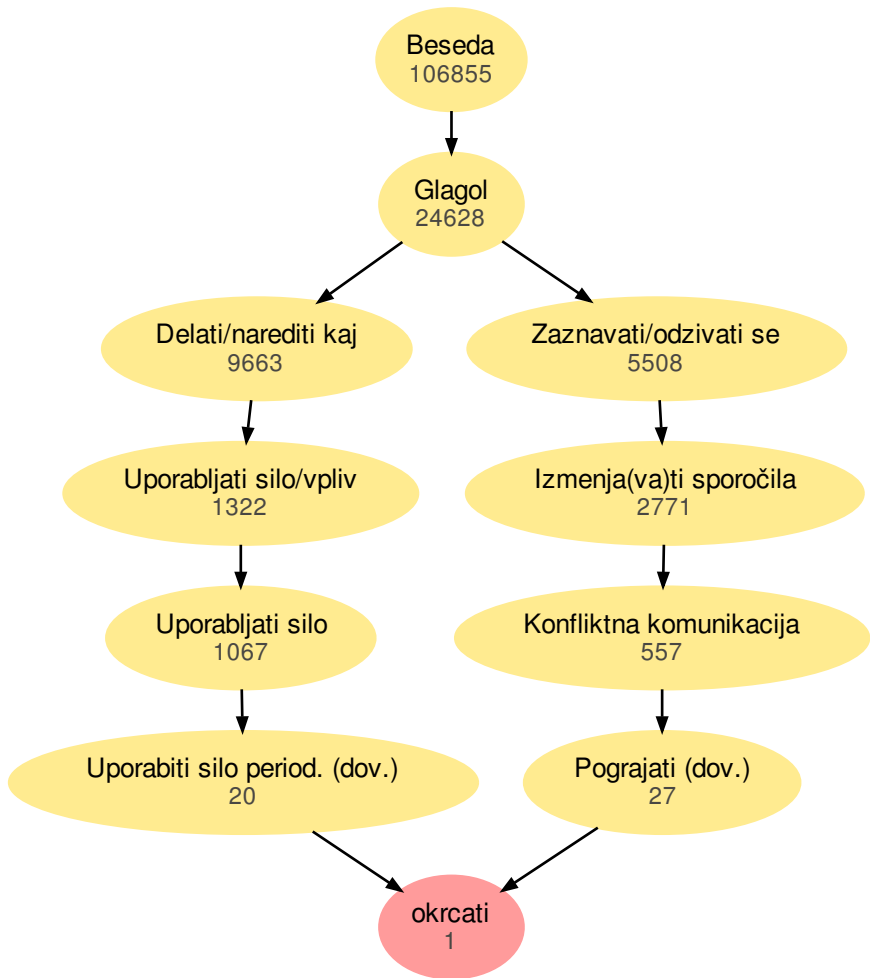 Beseda
106855
Glagol
24628
Delati/narediti kaj
9663
Zaznavati/odzivati se
5508
Uporabljati silo/vpliv
1322
Izmenja(va)ti sporočila
2771
Uporabljati silo
1067
Konfliktna komunikacija
557
Uporabiti silo period. (dov.)
20
Pograjati (dov.)
27
okrcati
1